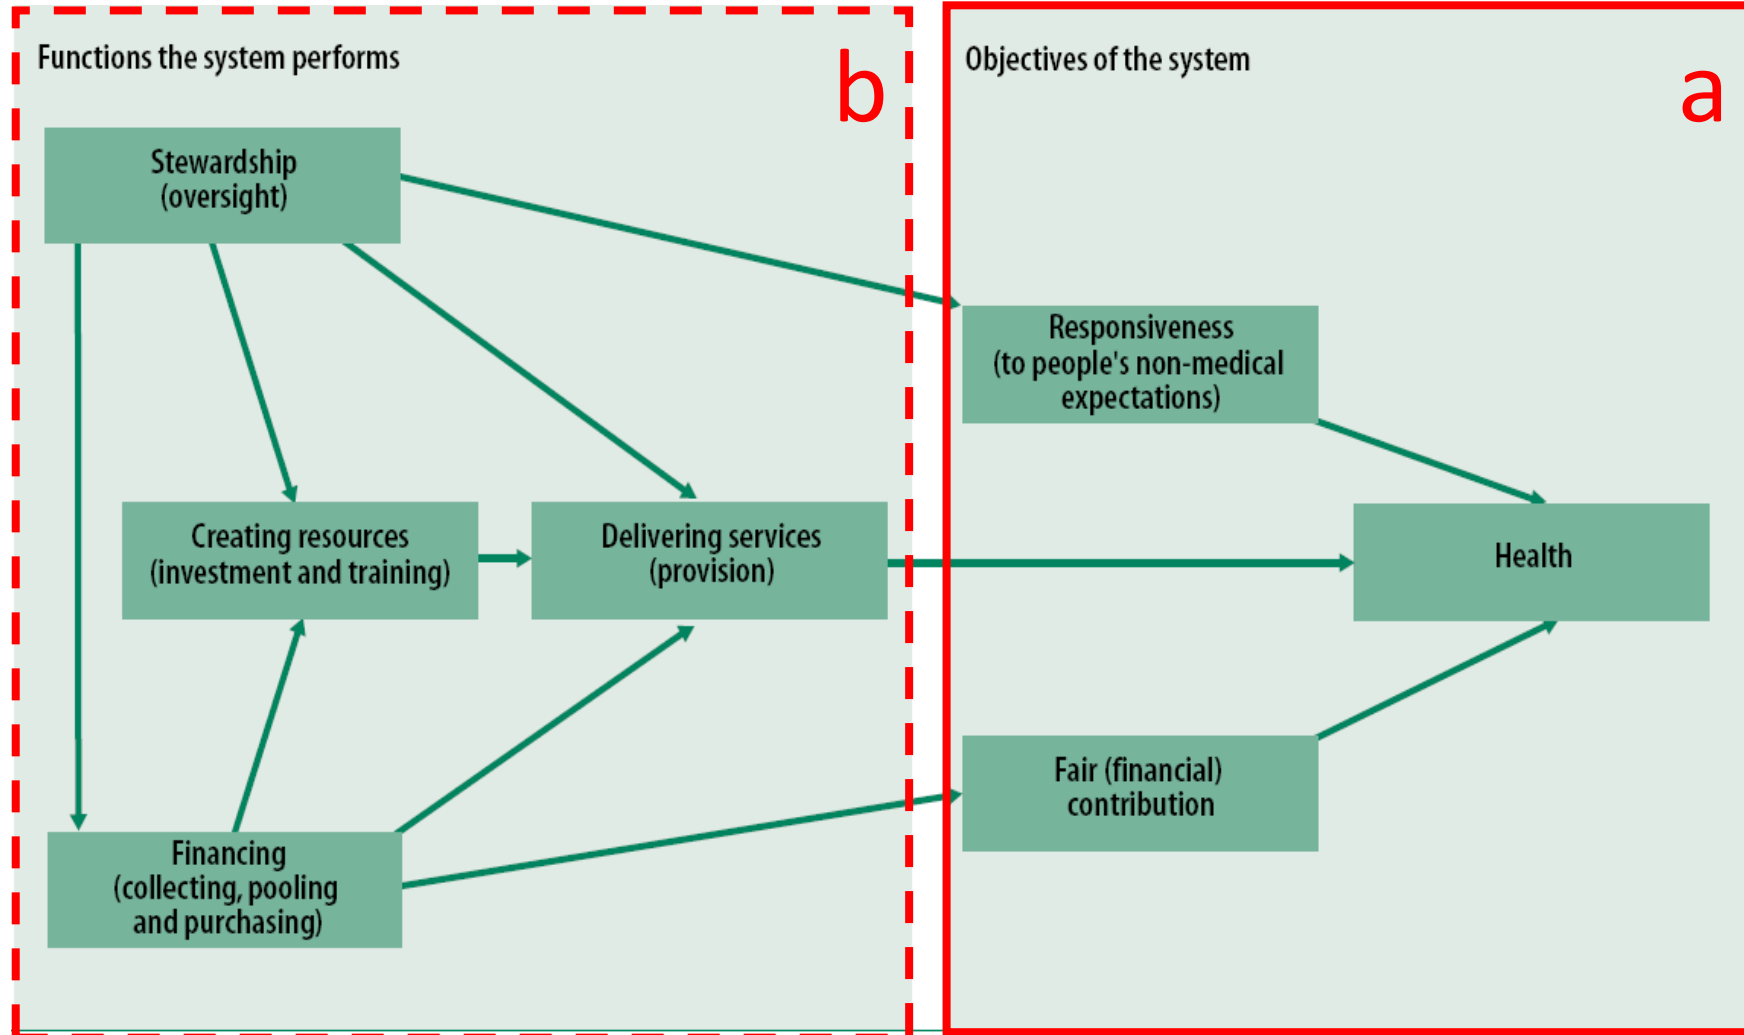 Functions the system performs
b
Stewardship
(oversight)
Creating resources
(investment and training)
Delivering services
(provision)
Financing
(collecting, pooling
and purchasing)
Objectives of the system
a
Responsiveness
(to people's non-medical
expectations)
Health
Fair (financial)
contribution